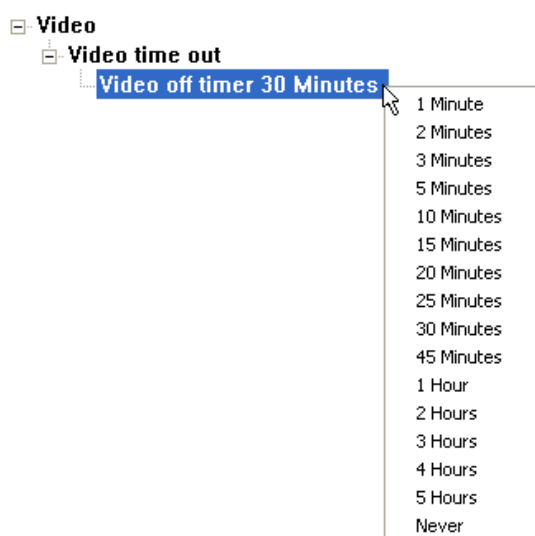 Video
Video time out
Video off timer 30 Minutes
1 Minute
2 Minutes
3 Minutes
5 Minutes
10 Minutes
15 Minutes
20 Minutes
25 Minutes
30 Minutes
45 Minutes
1 Hour
2 Hours
3 Hours
4 Hours
5 Hours
Never